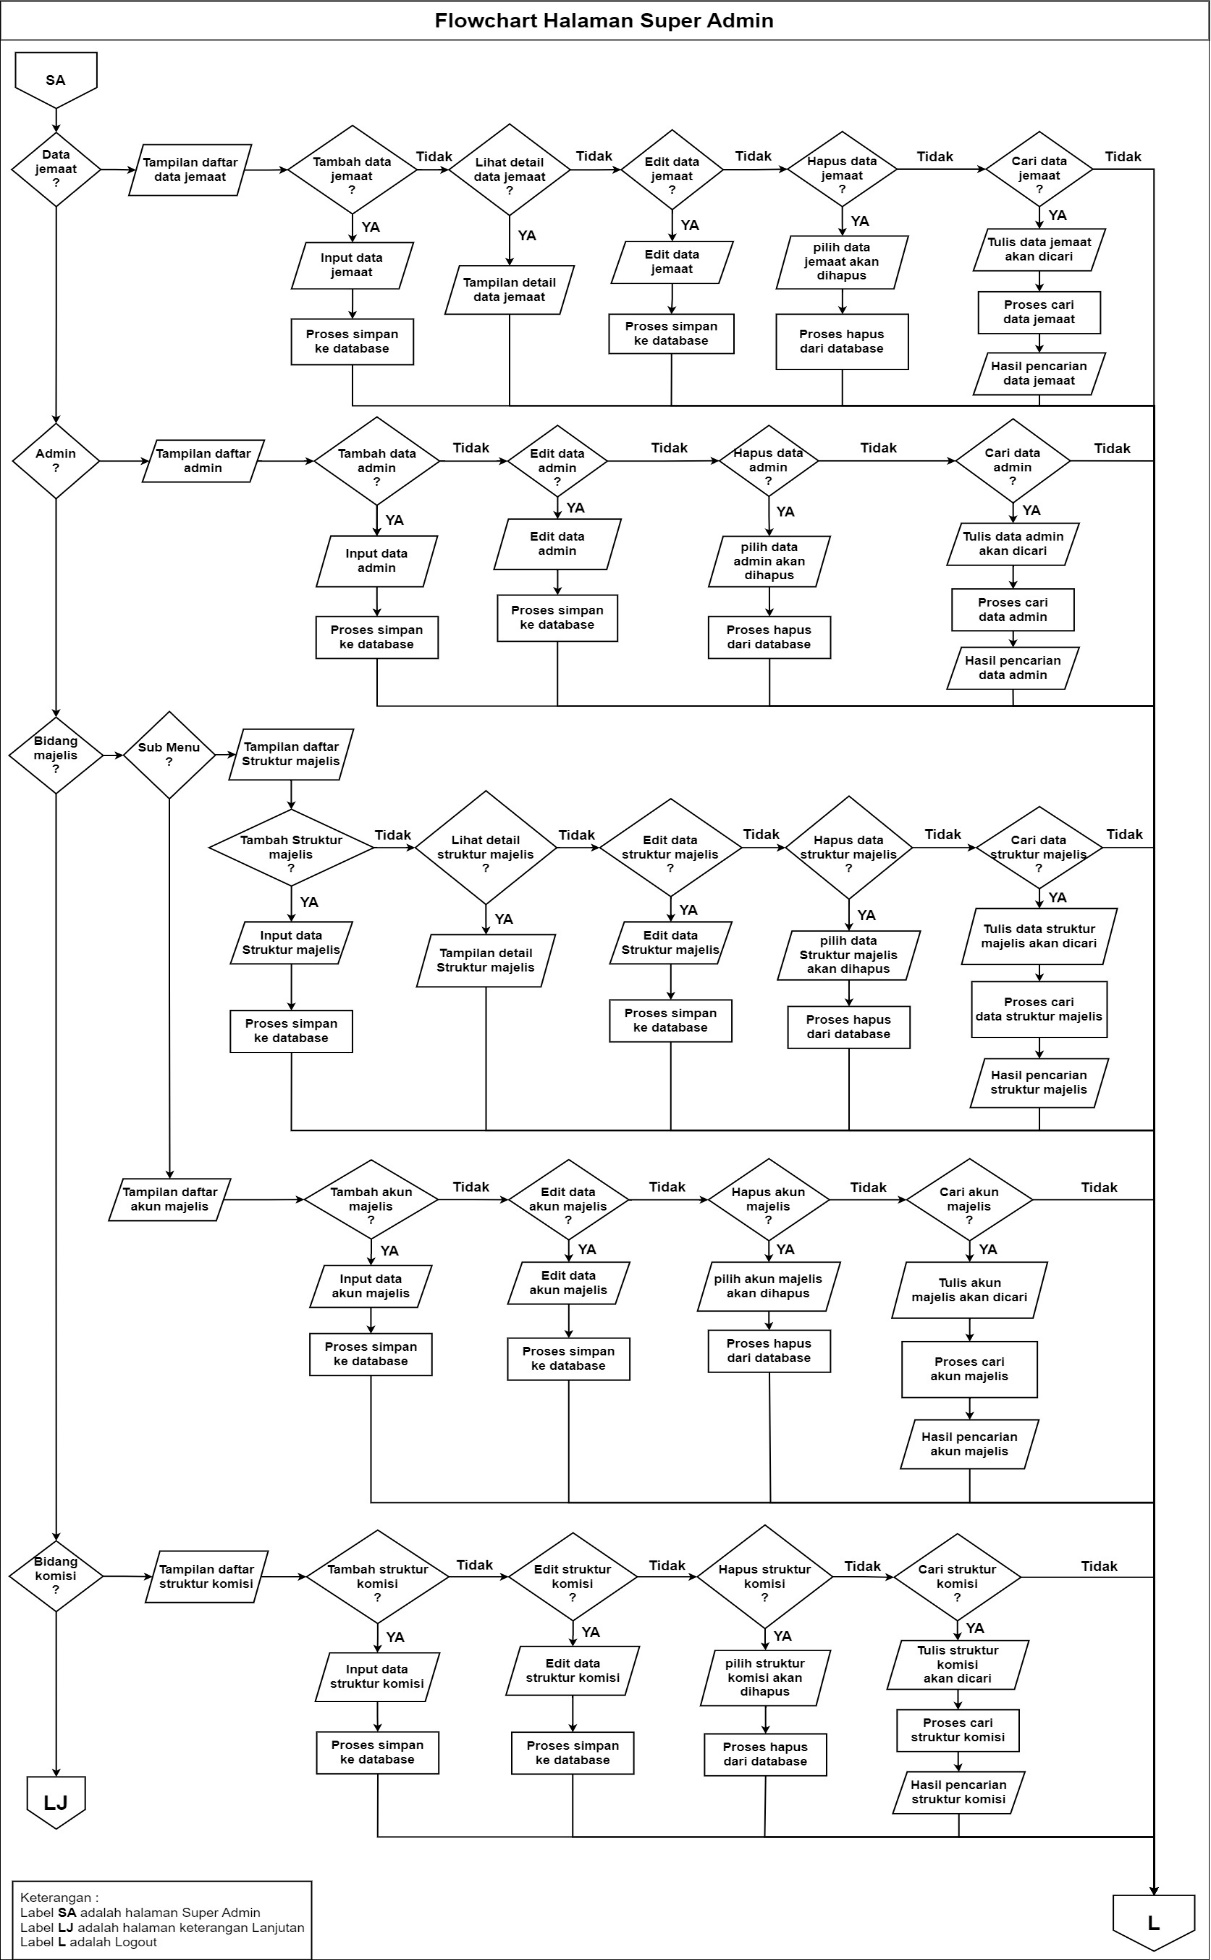 Flowchart Halaman Super Admin
SA
Data
jemaat
?
Tampilan daftar
data jemaat
Tambah data
jemaat
?
Tidak
Lihat detail
data jemaat
?
Tidak
Edit data
jemaat
?
Tidak
Hapus data
jemaat
?
Tidak
Cari data
jemaat
?
Tidak
YA
Input data
jemaat
Proses simpan
ke database
YA
Tampilan detail
data jemaat
YA
Edit data
jemaat
Proses simpan
ke database
YA
pilih data
jemaat akan
dihapus
Proses hapus
dari database
YA
Tulis data jemaat
akan dicari
Proses cari
data jemaat
Hasil pencarian
data jemaat
Admin
?
Tampilan daftar
admin
Tambah data
admin
?
Tidak
Edit data
admin
?
Tidak
Hapus data
admin
?
Tidak
Cari data
admin
?
Tidak
YA
Input data
admin
Proses simpan
ke database
YA
Edit data
admin
Proses simpan
ke database
YA
pilih data
admin akan
dihapus
Proses hapus
dari database
YA
Tulis data admin
akan dicari
Proses cari
data admin
Hasil pencarian
data admin
Bidang
majelis
?
Sub Menu
?
Tampilan daftar
Struktur majelis
Tambah Struktur
majelis
?
Tidak
Lihat detail
struktur majelis
?
Tidak
Edit data
struktur majelis
?
Tidak
Hapus data
struktur majelis
?
Tidak
Cari data
struktur majelis
?
Tidak
YA
Input data
Struktur majelis
Proses simpan
ke database
YA
Tampilan detail
Struktur majelis
YA
Edit data
Struktur majelis
Proses simpan
ke database
YA
pilih data
Struktur majelis
akan dihapus
Proses hapus
dari database
YA
Tulis data struktur
majelis akan dicari
Proses cari
data struktur majelis
Hasil pencarian
struktur majelis
Tampilan daftar
akun majelis
Tambah akun
majelis
?
Tidak
Edit data
akun majelis
?
Tidak
Hapus akun
majelis
?
Tidak
Cari akun
majelis
?
Tidak
YA
Input data
akun majelis
Proses simpan
ke database
YA
Edit data
akun majelis
Proses simpan
ke database
YA
pilih akun majelis
akan dihapus
Proses hapus
dari database
YA
Tulis akun
majelis akan dicari
Proses cari
akun majelis
Hasil pencarian
akun majelis
Bidang
komisi
?
Tampilan daftar
struktur komisi
Tambah struktur
komisi
?
Tidak
Edit struktur
komisi
?
Tidak
Hapus struktur
komisi
?
Tidak
Cari struktur
komisi
?
Tidak
YA
Input data
struktur komisi
Proses simpan
ke database
YA
Edit data
struktur komisi
Proses simpan
ke database
YA
pilih struktur
komisi akan
dihapus
Proses hapus
dari database
YA
Tulis struktur
komisi
akan dicari
Proses cari
struktur komisi
Hasil pencarian
struktur komisi
LJ
L
Keterangan :
Label SA adalah halaman Super Admin
Label LJ adalah halaman keterangan Lanjutan
Label L adalah Logout